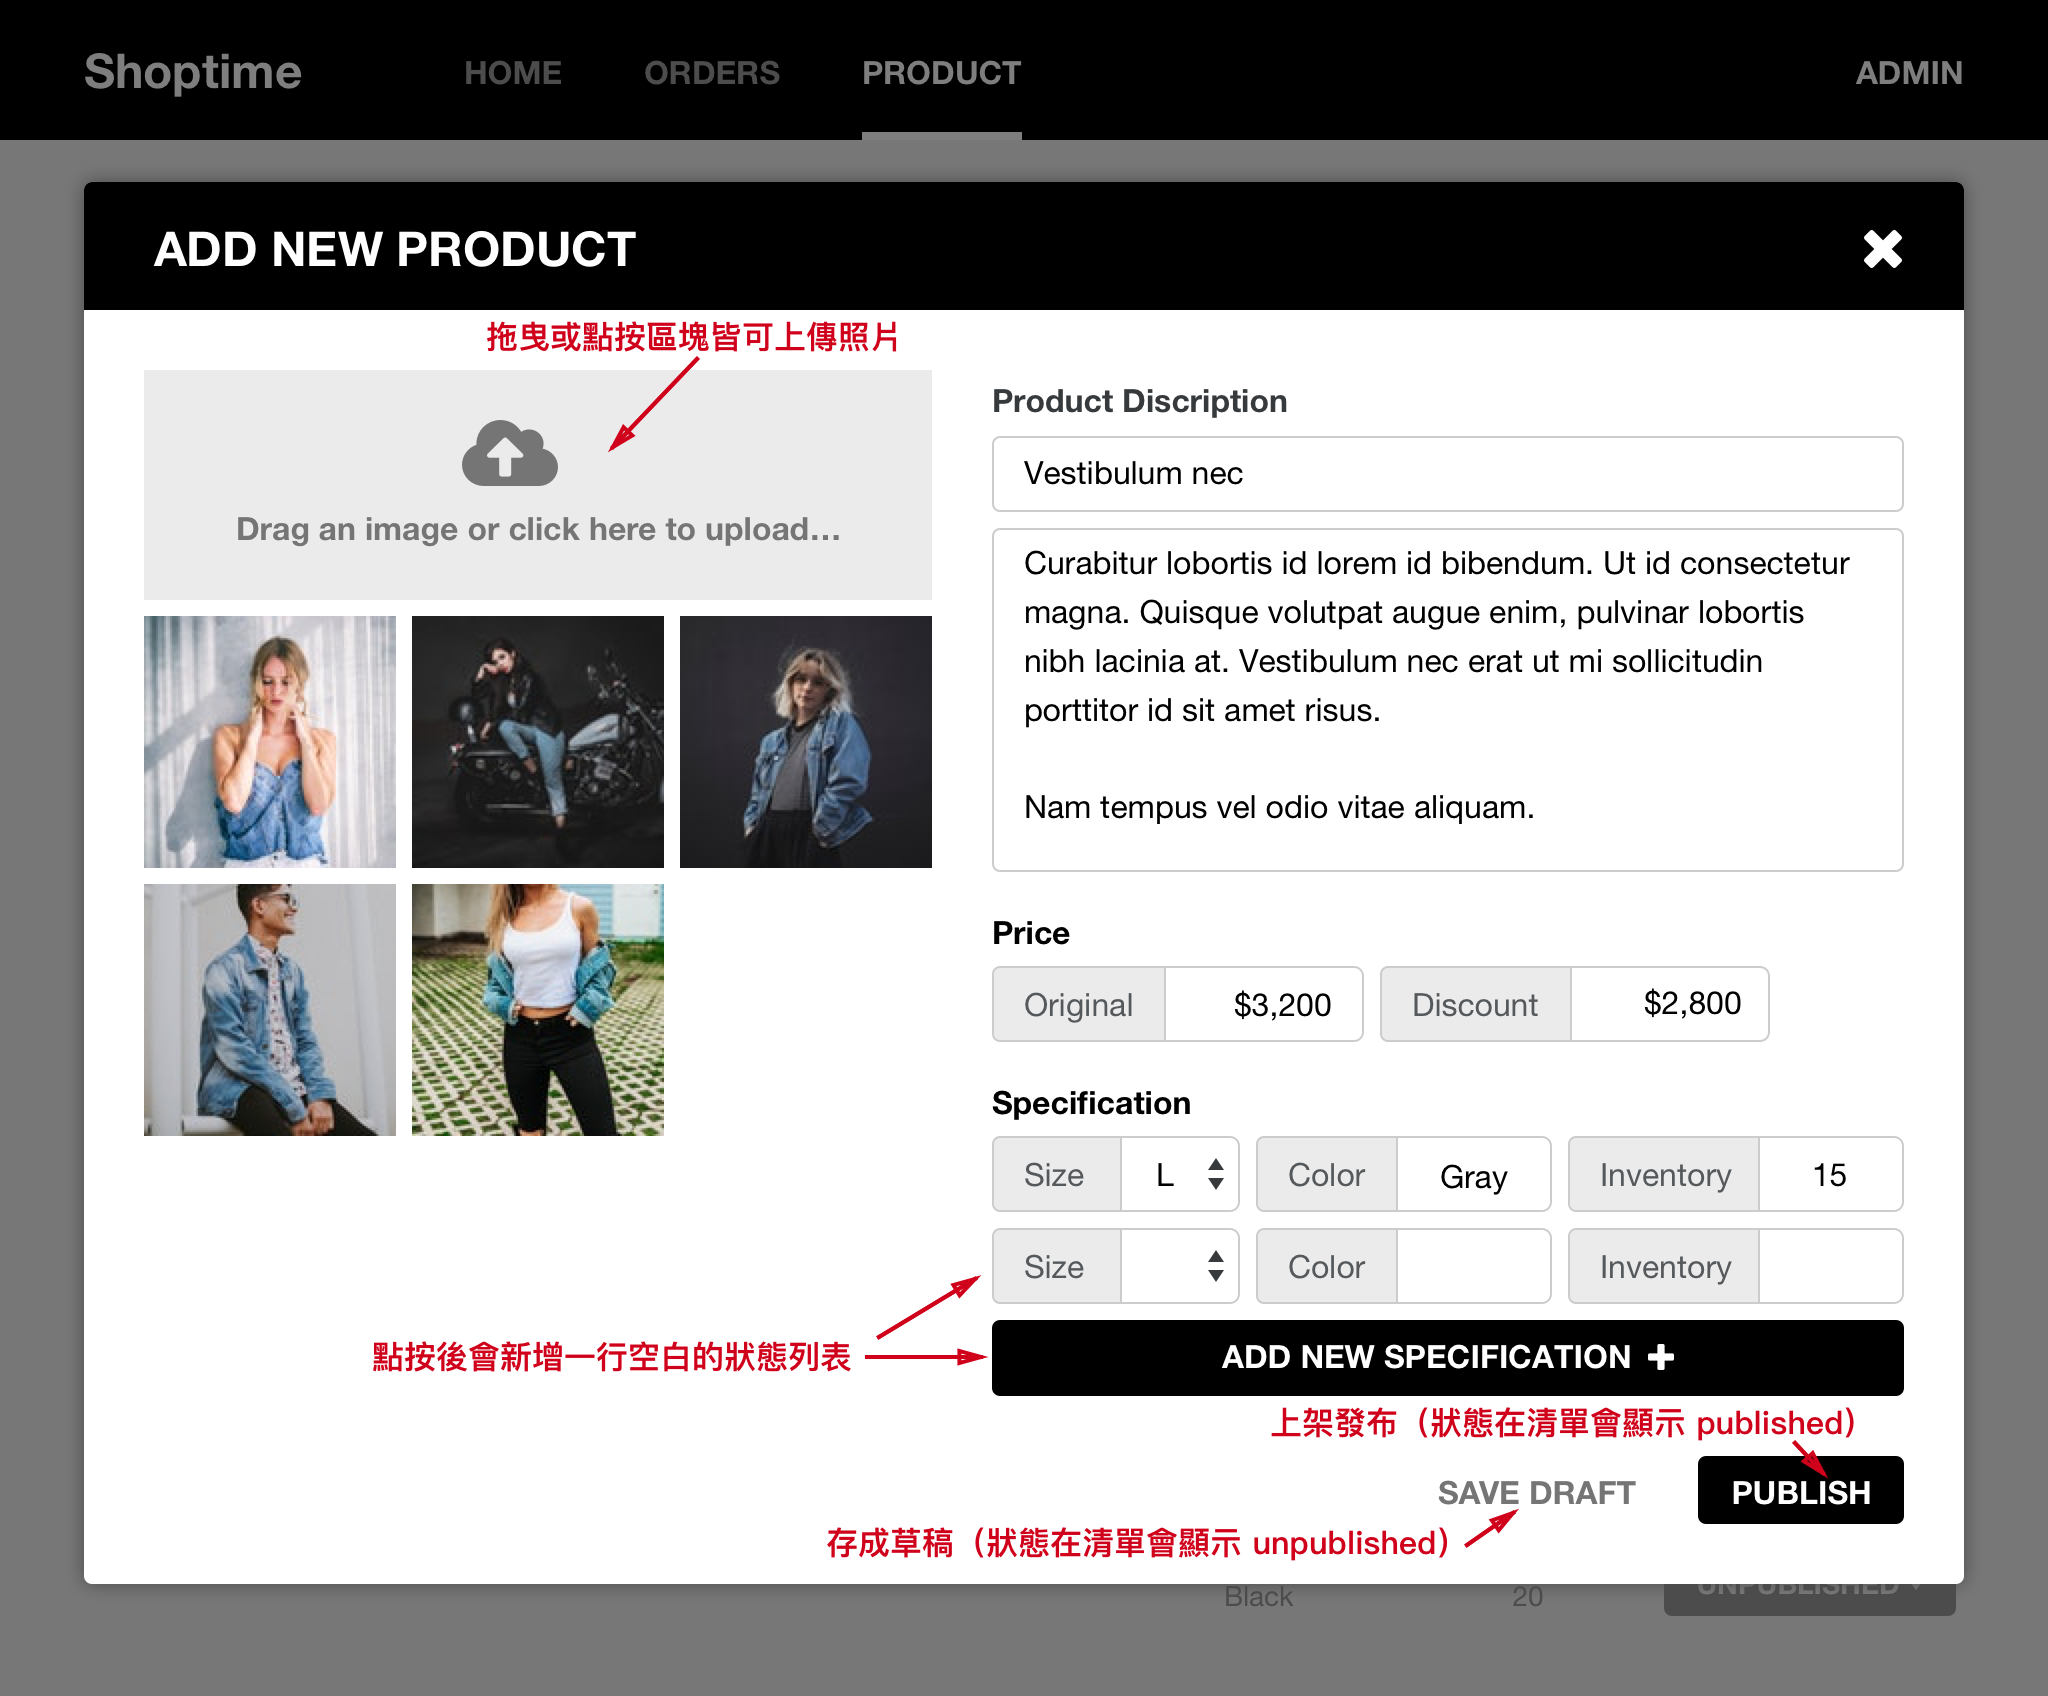 Shoptime
HOME
ORDERS
PRODUCT
ADMIN
ADD NEW PRODUCT
拖曳或點按區塊皆可上傳照片
Drag an image or click here to upload...
Product Discription
Vestibulum nec
Curabitur lobortis id lorem id bibendum. Ut id consectetur
magna. Quisque volutpat augue enim, pulvinar lobortis
nibh lacinia at. Vestibulum nec erat ut mi sollicitudin
porttitor id sit amet risus.
Nam tempus vel odio vitae aliquam.
Price
Original $3,200
Discount $2,800
Specification
Size L
Color Gray
Inventory 15
Size
Color
Inventory
點按後會新增一行空白的狀態列表
ADD NEW SPECIFICATION
上架發布（狀態在清單會顯示 published）
SAVE DRAFT
PUBLISH
存成草稿（狀態在清單會顯示 unpublished）
Black
20
UNPUBLISHED